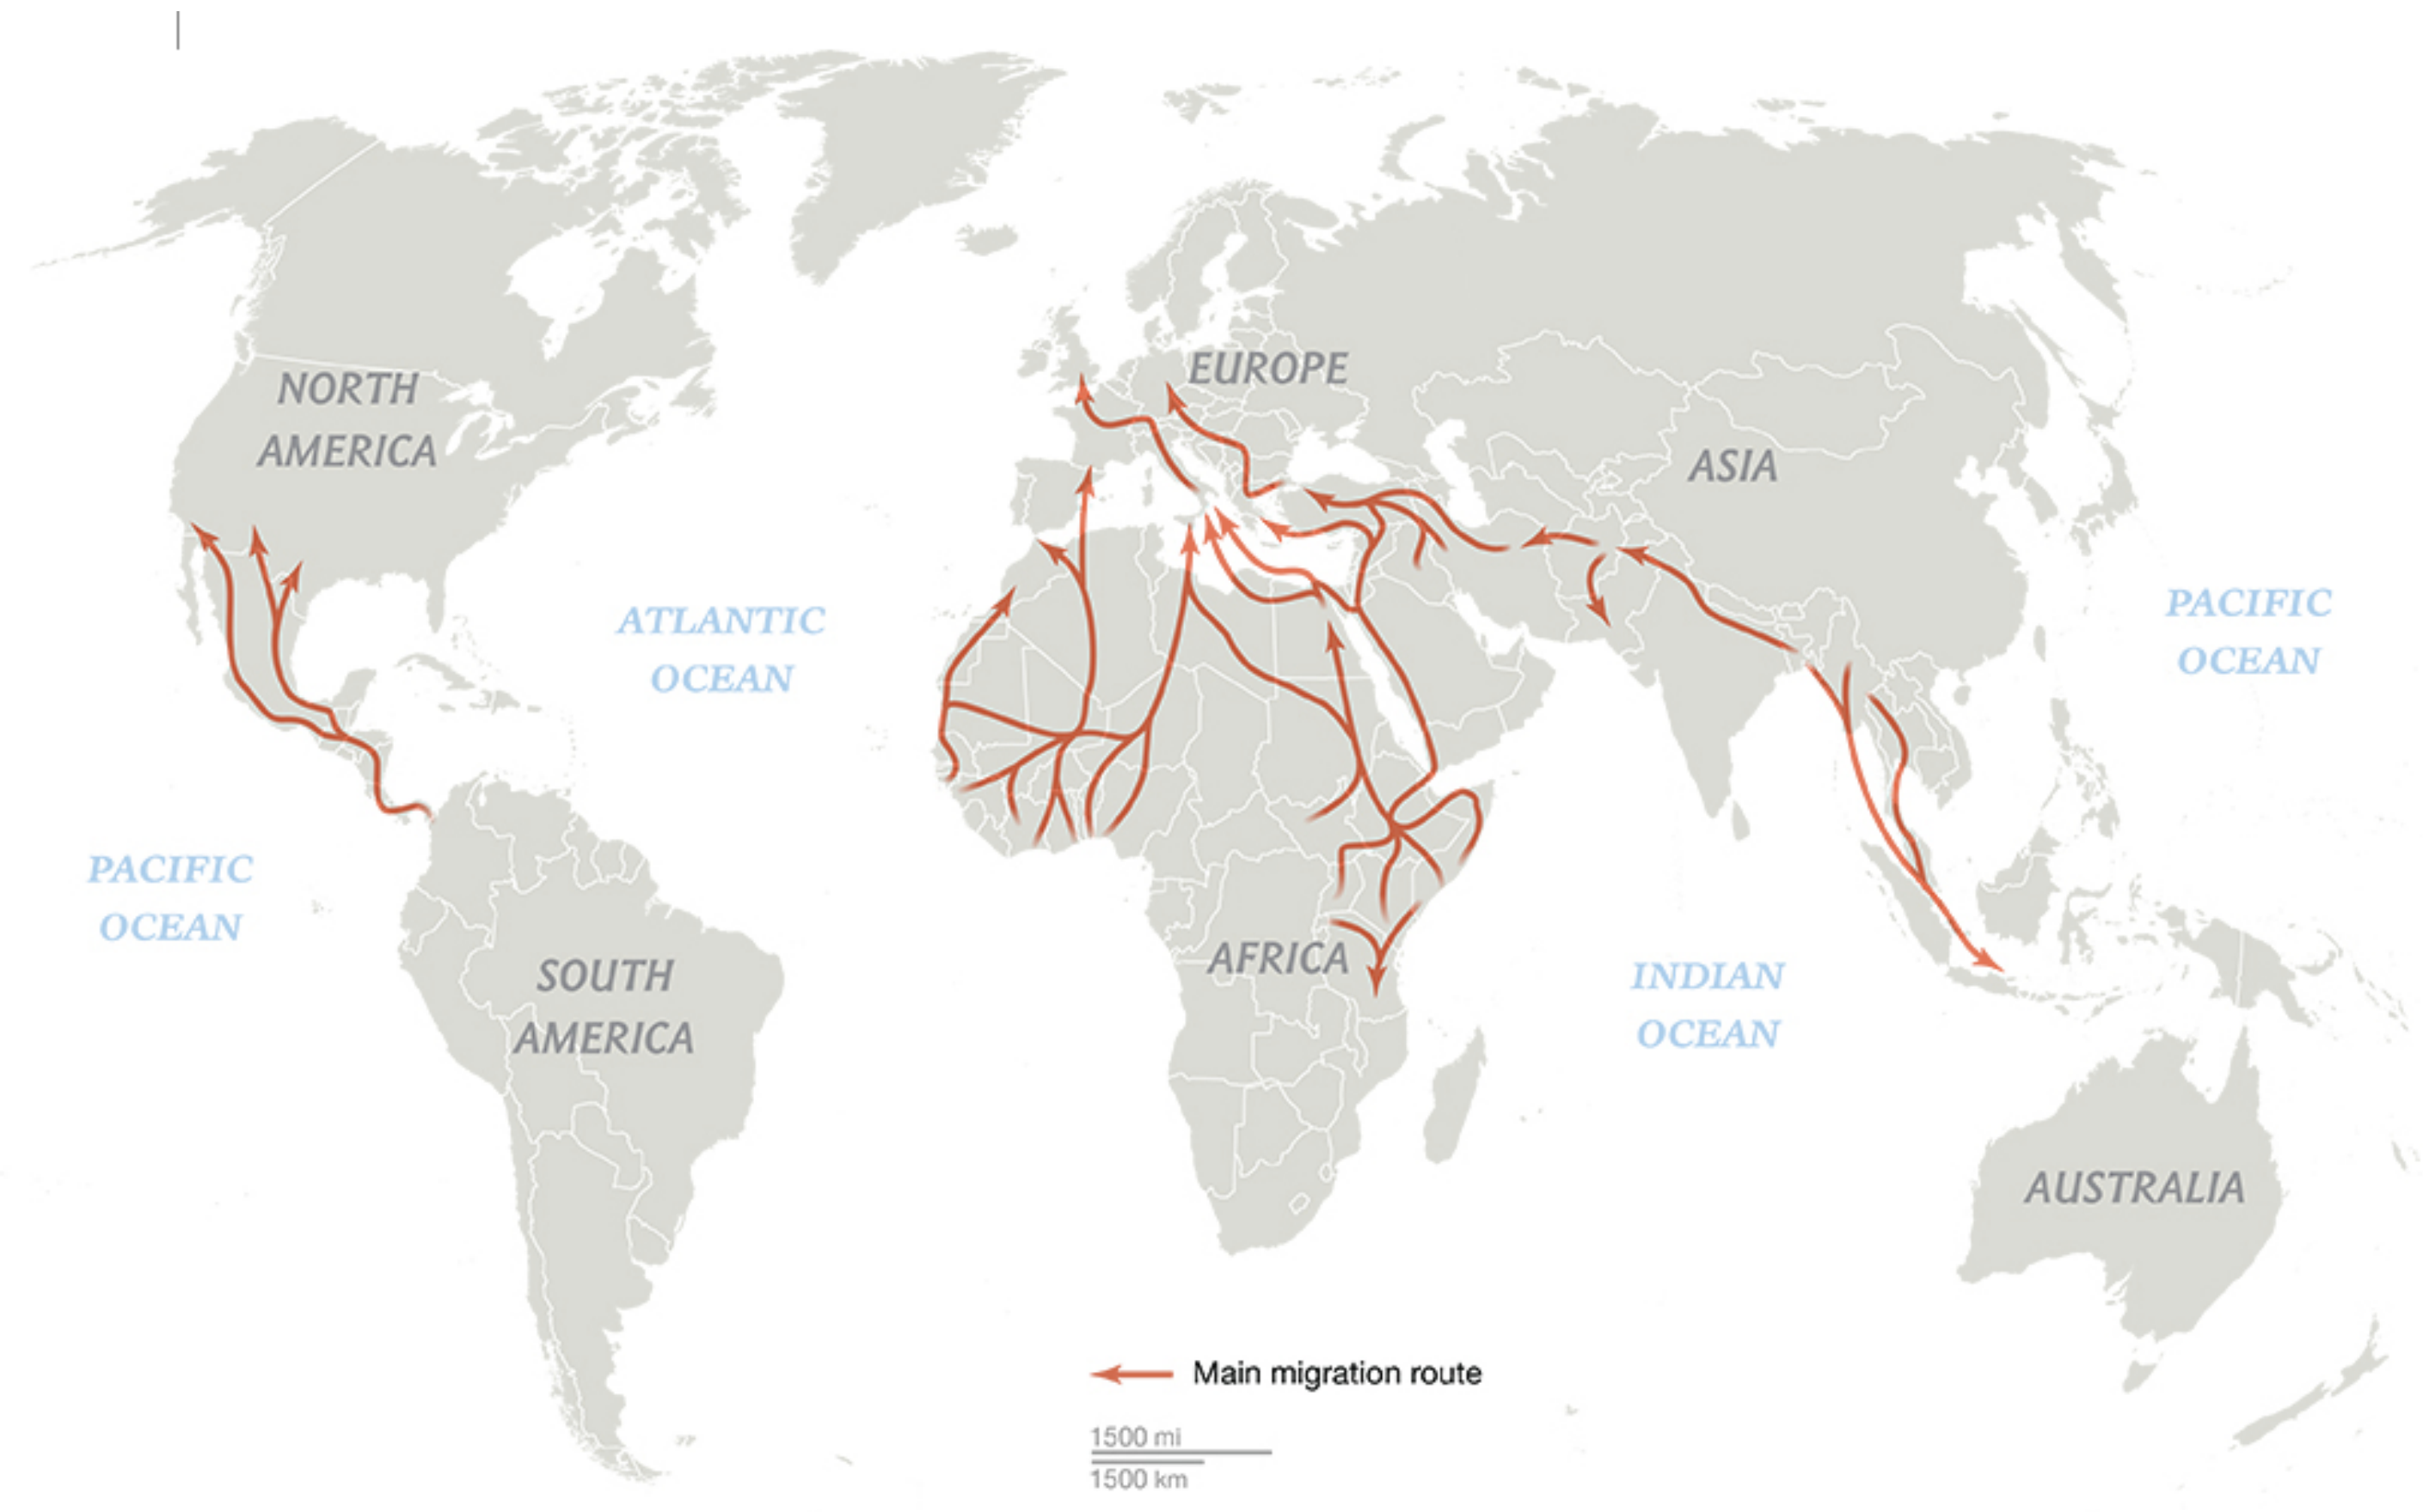 EUROPE
NORTH
AMERICA
ASIA
ATLANTIC
OCEAN
PACIFIC
OCEAN
PACIFIC
OCEAN
AFRICA
SOUTH
AMERICA
INDIAN
OCEAN
AUSTRALIA
Main migration route
1500 mi
1500 km